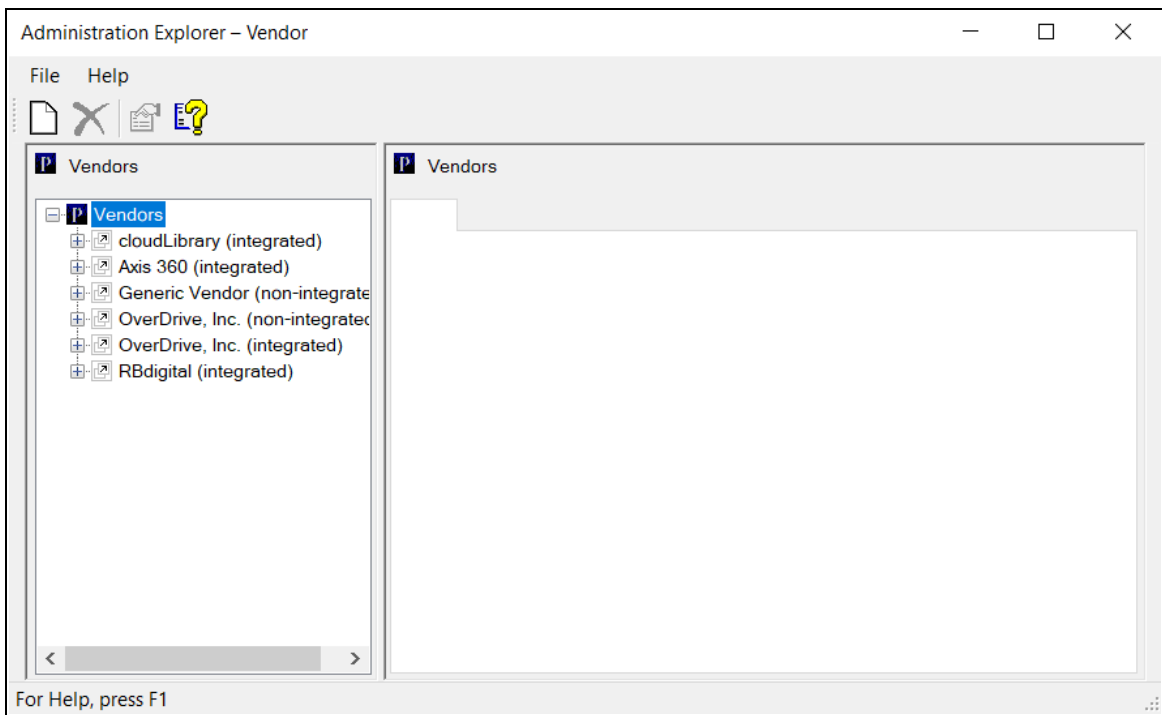 Administration Explorer – Vendor
File Help
Vendors
Vendors
Vendors
cloudLibrary (integrated)
Axis 360 (integrated)
Generic Vendor (non-integrate
OverDrive, Inc. (non-integrated
OverDrive, Inc. (integrated)
RBdigital (integrated)
For Help, press F1